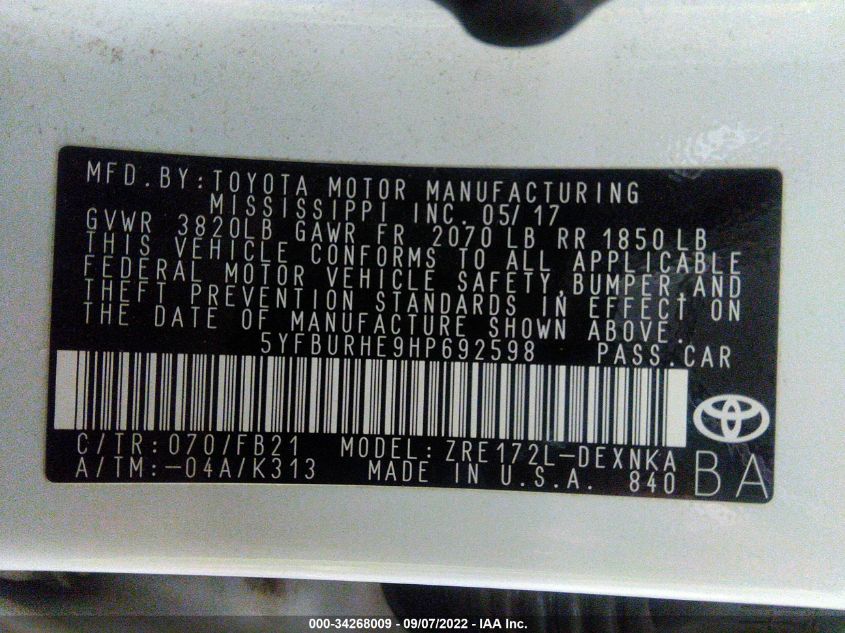 MFD.BY:TOYOTA MOTOR MANUFACTURING
MISSISSIPPI INC. 05/17
GVWR 3820LB GAWR FR 2070 LB RR 1850 LB
THIS VEHICLE CONFORMS TO ALL APPLICABLE
FEDERAL MOTOR VEHICLE SAFETY,BUMPER,AND
THEFT PREVENTION STANDARDS IN EFFECT ON
THE DATE OF MANUFACTURE SHOWN ABOVE.
5YFBURHE9HP692598 PASS.CAR
C/TR:070/FB21 MODEL:ZRE172L-DEXNKA
A/TM:-04A/K313 MADE IN U.S.A. 840 BA
000-34268009 - 09/07/2022 - IAA Inc.